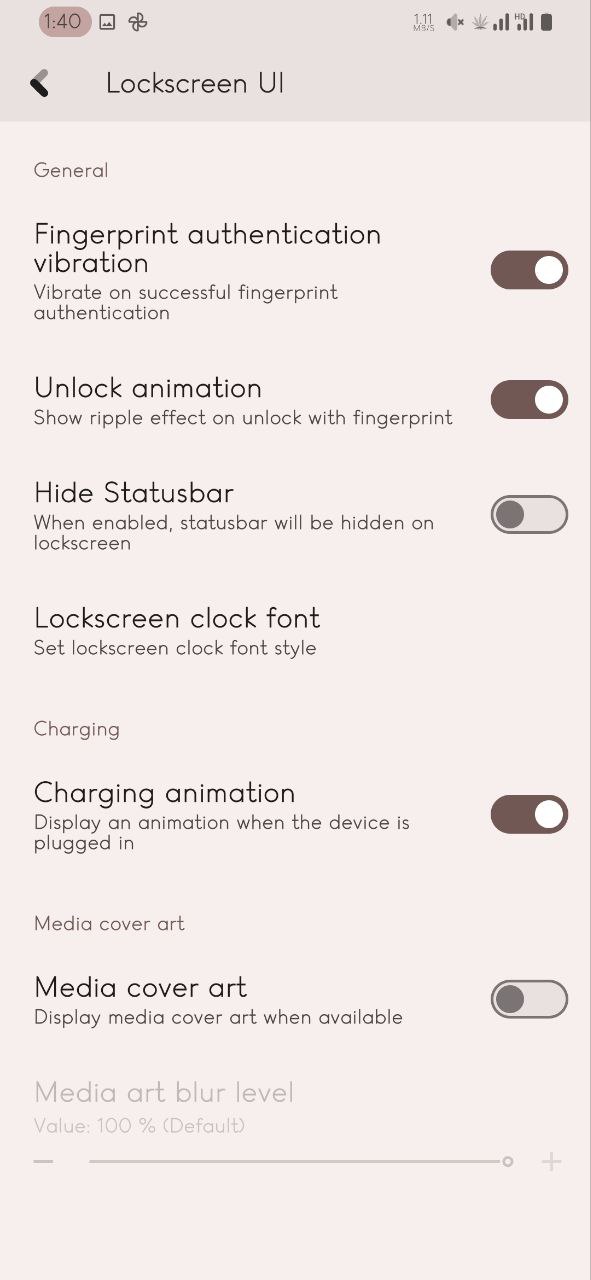 1:40
1.11
MB/S
HD
Lockscreen UI
General
Fingerprint authentication
vibration
Vibrate on successful fingerprint
authentication
Unlock animation
Show ripple effect on unlock with fingerprint
Hide Statusbar
When enabled, statusbar will be hidden on
lockscreen
Lockscreen clock font
Set lockscreen clock font style
Charging
Charging animation
Display an animation when the device is
plugged in
Media cover art
Media cover art
Display media cover art when available
Media art blur level
Value: 100 % (Default)